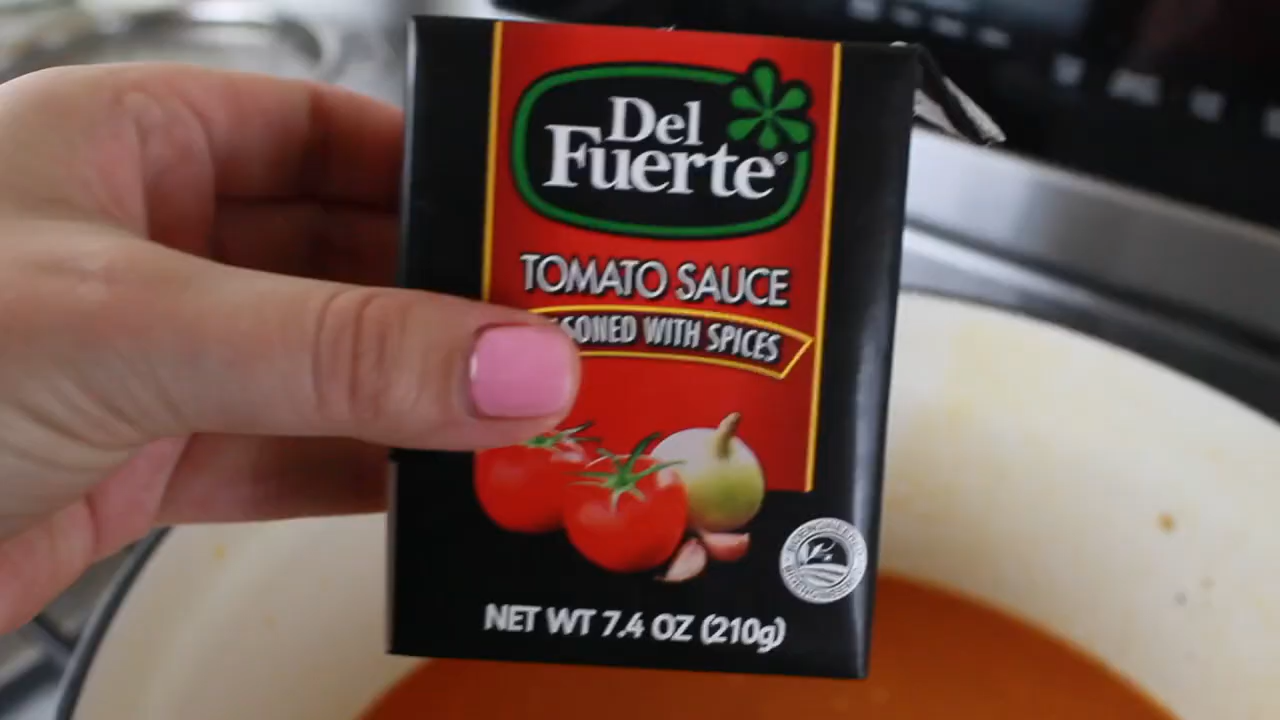 Del
Fuerte®
TOMATO SAUCE
SONED WITH SPICES
NET WT 7.4 OZ (210g)